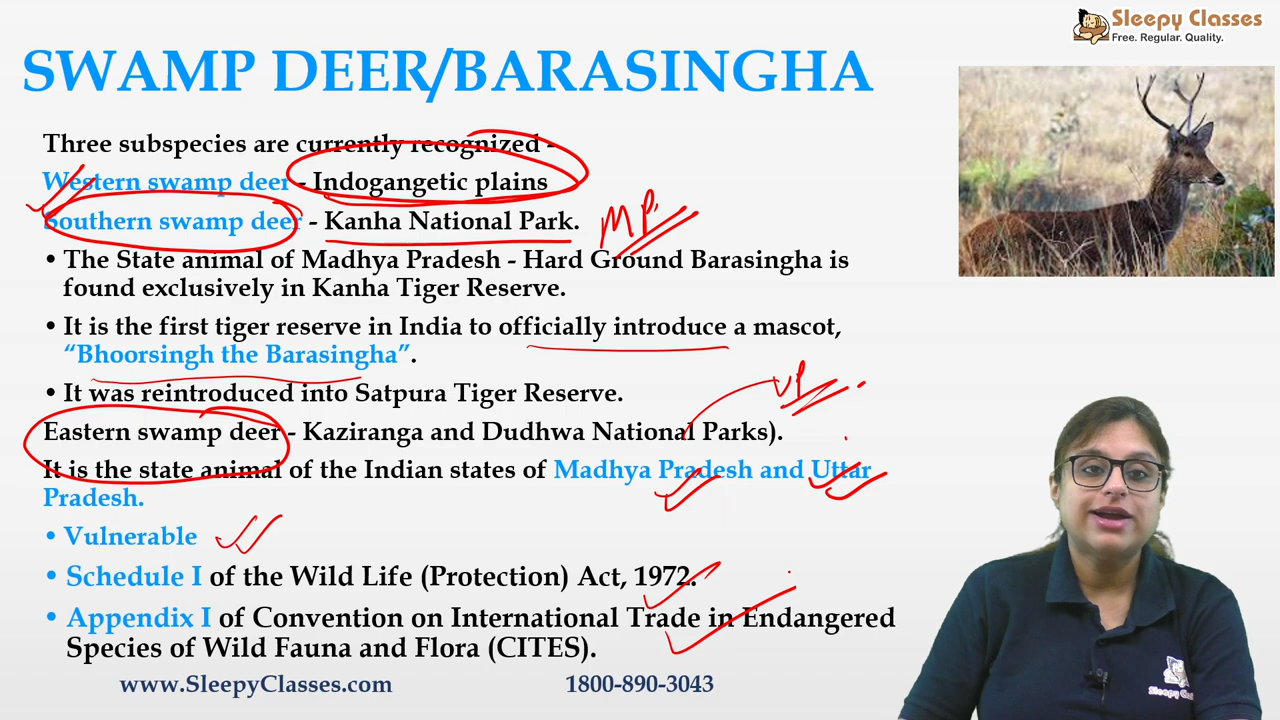 Sleepy Classes
Free. Regular. Quality.
SWAMP DEER/BARASINGHA
Three subspecies are currently recognized -
Western swamp deer - Indogangetic plains
Southern swamp deer - Kanha National Park.
MP
• The State animal of Madhya Pradesh - Hard Ground Barasingha is
found exclusively in Kanha Tiger Reserve.
• It is the first tiger reserve in India to officially introduce a mascot,
“Bhoorsingh the Barasingha”.
• It was reintroduced into Satpura Tiger Reserve.
UP
Eastern swamp deer - Kaziranga and Dudhwa National Parks).
It is the state animal of the Indian states of Madhya Pradesh and Uttar
Pradesh.
• Vulnerable
• Schedule I of the Wild Life (Protection) Act, 1972.
• Appendix I of Convention on International Trade in Endangered
Species of Wild Fauna and Flora (CITES).
www.SleepyClasses.com
1800-890-3043